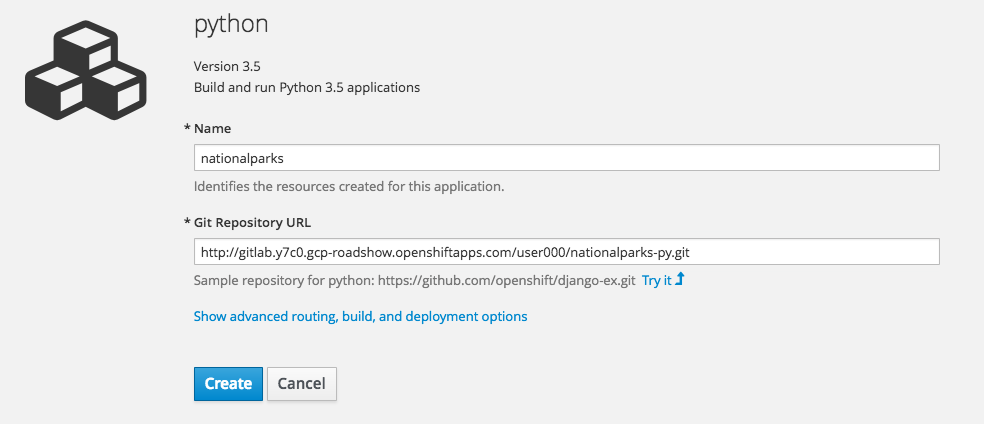 python
Version 3.5
Build and run Python 3.5 applications
* Name
nationalparks
Identifies the resources created for this application.
* Git Repository URL
http://gitlab.y7c0.gcp-roadshow.openshiftapps.com/user000/nationalparks-py.git
Sample repository for python: https://github.com/openshift/django-ex.git Try it
Show advanced routing, build, and deployment options
Create Cancel